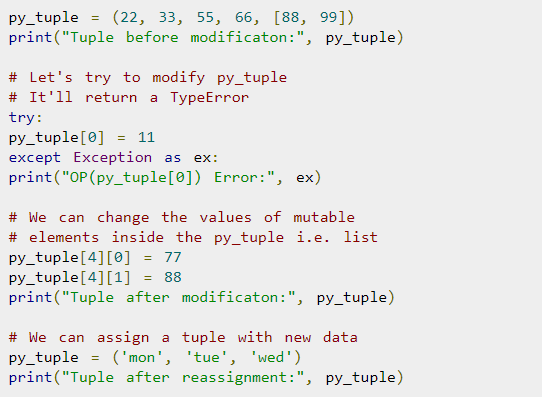 py_tuple = (22, 33, 55, 66, [88, 99])
print("Tuple before modificaton:", py_tuple)
# Let's try to modify py_tuple
# It'll return a TypeError
try:
py_tuple[0] = 11
except Exception as ex:
print("OP(py_tuple[0]) Error:", ex)
# We can change the values of mutable
# elements inside the py_tuple i.e. list
py_tuple[4][0] = 77
py_tuple[4][1] = 88
print("Tuple after modificaton:", py_tuple)
# We can assign a tuple with new data
py_tuple = ('mon', 'tue', 'wed')
print("Tuple after reassignment:", py_tuple)